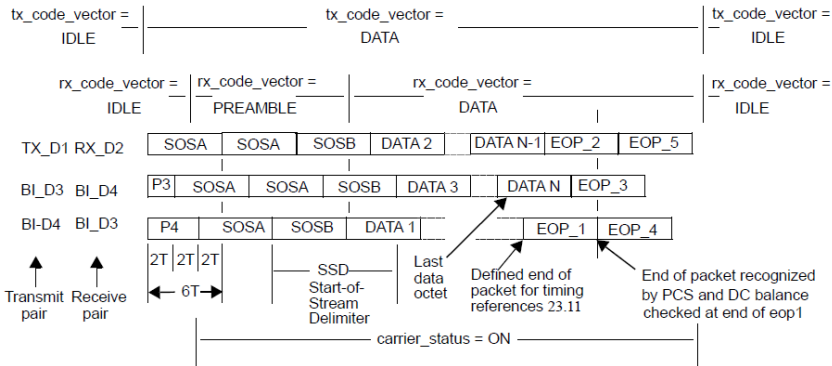 tx_code_vector = tx_code_vector = tx_code_vector =
IDLE DATA IDLE
rx_code_vector = rx_code_vector = rx_code_vector = rx_code_vector =
IDLE PREAMBLE DATA IDLE
TX_D1 RX_D2 SOSA SOSA SOSB DATA 2 DATA N-1 EOP_2 EOP_5
BI_D3 BI_D4 P3 SOSA SOSA SOSB DATA 3 DATA N EOP_3
BI-D4 BI_D3 P4 SOSA SOSB DATA 1 EOP_1 EOP_4
2T 2T 2T
6T
Transmit pair
Receive pair
SSD
Start-of-
Stream
Delimiter
Last
data
octet
Defined end of
packet for timing
references 23.11
End of packet recognized
by PCS and DC balance
checked at end of eop1
carrier_status = ON